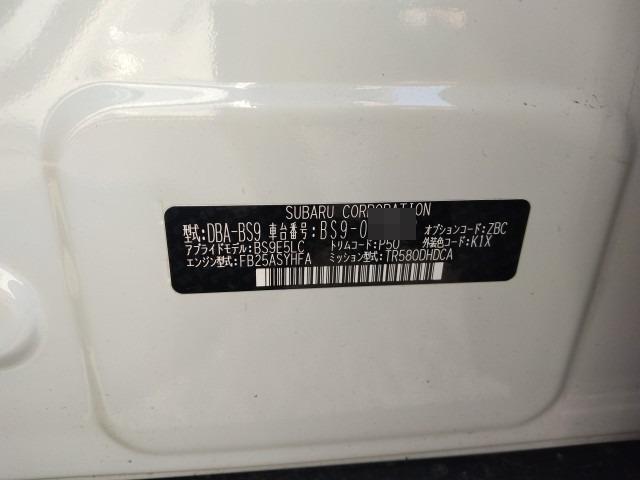 SUBARU CORPORATION
型式:DBA-BS9 車台番号:BS9-0 オプションコード:ZBC
アプライドモデル:BS9E5LC トリムコード:P50 外装色コード:K1X
エンジン型式:FB25ASYHFA ミッション型式:TR580DHDCA